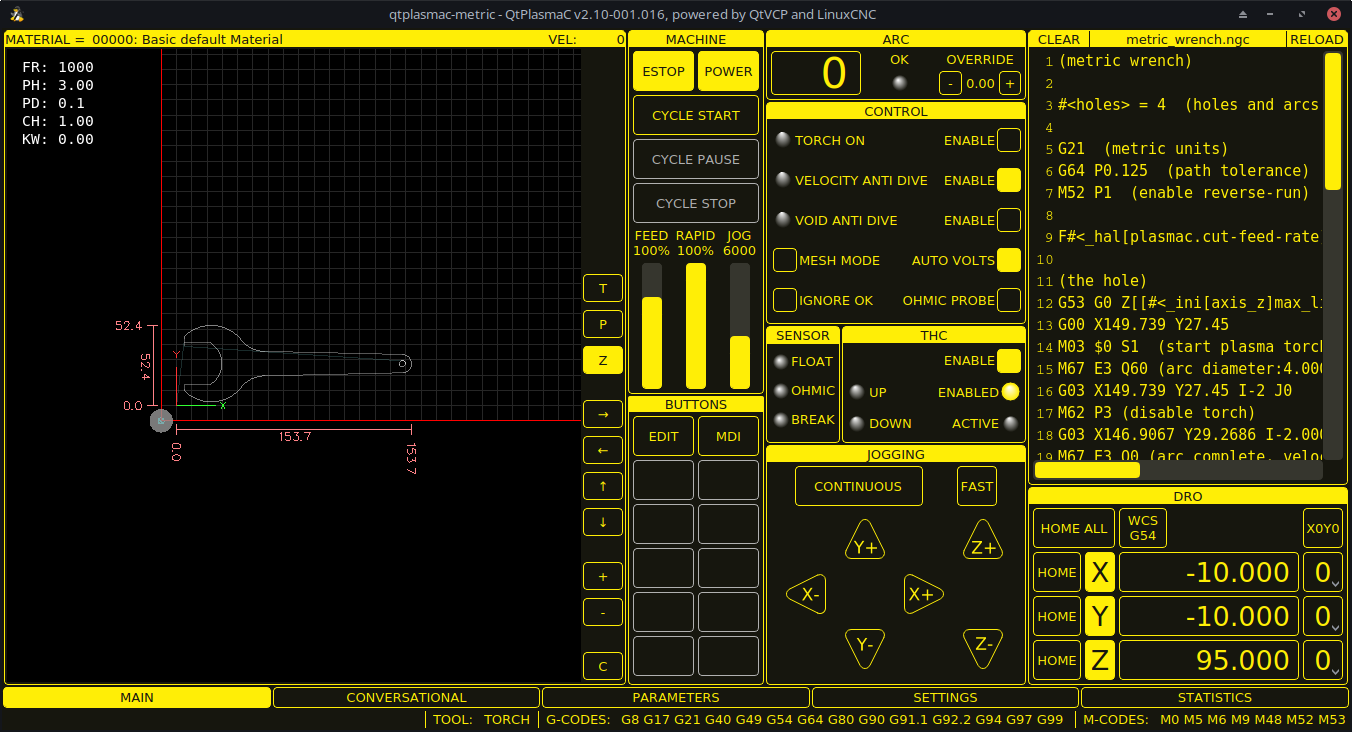 qtplasmac-metric - QtPlasmaC v2.10-001.016, powered by QtVCP and LinuxCNC
MATERIAL = 00000: Basic default Material VEL: 0
FR: 1000
PH: 3.00
PD: 0.1
CH: 1.00
KW: 0.00
52.4
52.4
0.0
Y
X
153.7
0.0
153.7
T
P
Z
→
←
↑
↓
+
-
C
MACHINE
ESTOP POWER
CYCLE START
CYCLE PAUSE
CYCLE STOP
FEED RAPID JOG
100% 100% 6000
BUTTONS
EDIT MDI
ARC
0 OK OVERRIDE
- 0.00 +
CONTROL
TORCH ON ENABLE
VELOCITY ANTI DIVE ENABLE
VOID ANTI DIVE ENABLE
MESH MODE AUTO VOLTS
IGNORE OK OHMIC PROBE
SENSOR
FLOAT
OHMIC
BREAK
THC
ENABLE
UP ENABLED
DOWN ACTIVE
JOGGING
CONTINUOUS FAST
Y+ Z+
X- X+
Y- Z-
CLEAR metric_wrench.ngc RELOAD
1 (metric wrench)
2
3 #<holes> = 4 (holes and arcs
4
5 G21 (metric units)
6 G64 P0.125 (path tolerance)
7 M52 P1 (enable reverse-run)
8
9 F#<_hal[plasmac.cut-feed-rate
10
11 (the hole)
12 G53 G0 Z[[#<_ini[axis_z]max_li
13 G00 X149.739 Y27.45
14 M03 $0 S1 (start plasma torch
15 M67 E3 Q60 (arc diameter:4.000
16 G03 X149.739 Y27.45 I-2 J0
17 M62 P3 (disable torch)
18 G03 X146.9067 Y29.2686 I-2.000
19 M67 E3 Q0 (arc complete, velo
DRO
HOME ALL WCS G54 X0Y0
HOME X -10.000 0
HOME Y -10.000 0
HOME Z 95.000 0
MAIN CONVERSATIONAL PARAMETERS SETTINGS STATISTICS
TOOL: TORCH G-CODES: G8 G17 G21 G40 G49 G54 G64 G80 G90 G91.1 G92.2 G94 G97 G99 M-CODES: M0 M5 M6 M9 M48 M52 M53